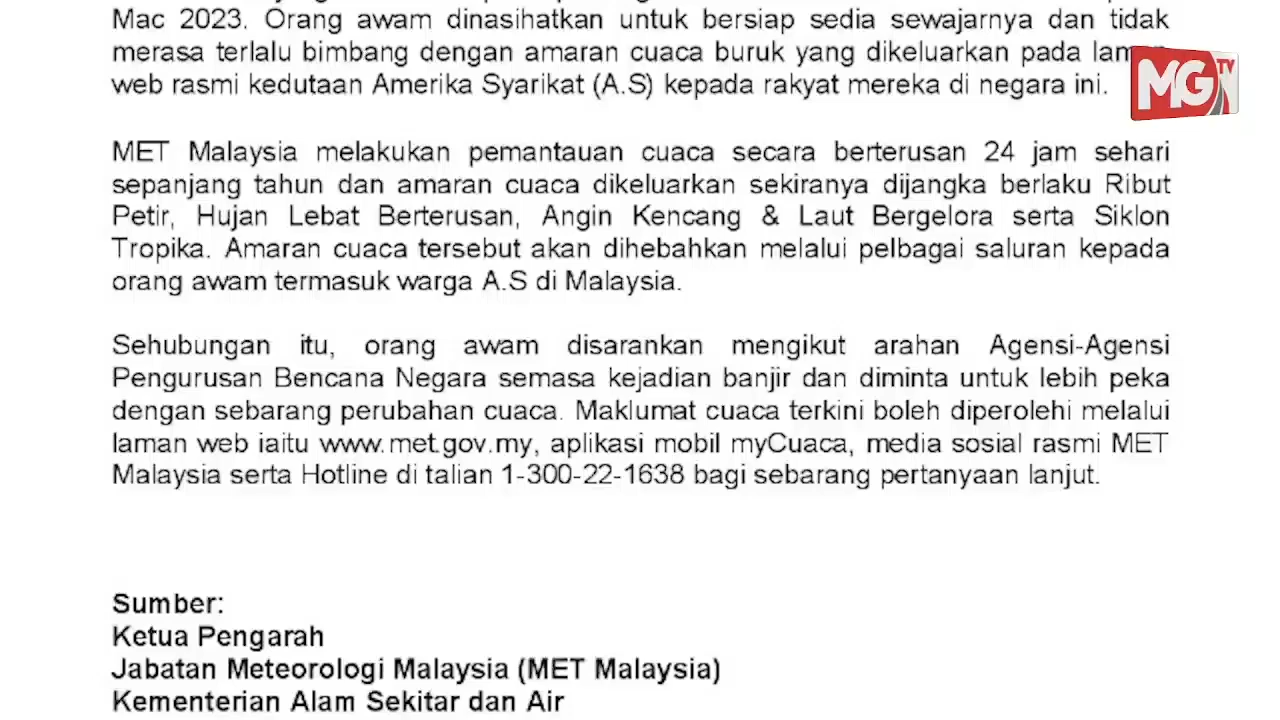 Mac 2023. Orang awam dinasihatkan untuk bersiap sedia sewajarnya dan tidak
merasa terlalu bimbang dengan amaran cuaca buruk yang dikeluarkan pada laman
web rasmi kedutaan Amerika Syarikat (A.S) kepada rakyat mereka di negara ini.
MGTV
MET Malaysia melakukan pemantauan cuaca secara berterusan 24 jam sehari
sepanjang tahun dan amaran cuaca dikeluarkan sekiranya dijangka berlaku Ribut
Petir, Hujan Lebat Berterusan, Angin Kencang & Laut Bergelora serta Siklon
Tropika. Amaran cuaca tersebut akan dihebahkan melalui pelbagai saluran kepada
orang awam termasuk warga A.S di Malaysia.
Sehubungan itu, orang awam disarankan mengikut arahan Agensi-Agensi
Pengurusan Bencana Negara semasa kejadian banjir dan diminta untuk lebih peka
dengan sebarang perubahan cuaca. Maklumat cuaca terkini boleh diperolehi melalui
laman web iaitu www.met.gov.my, aplikasi mobil myCuaca, media sosial rasmi MET
Malaysia serta Hotline di talian 1-300-22-1638 bagi sebarang pertanyaan lanjut.
Sumber:
Ketua Pengarah
Jabatan Meteorologi Malaysia (MET Malaysia)
Kementerian Alam Sekitar dan Air